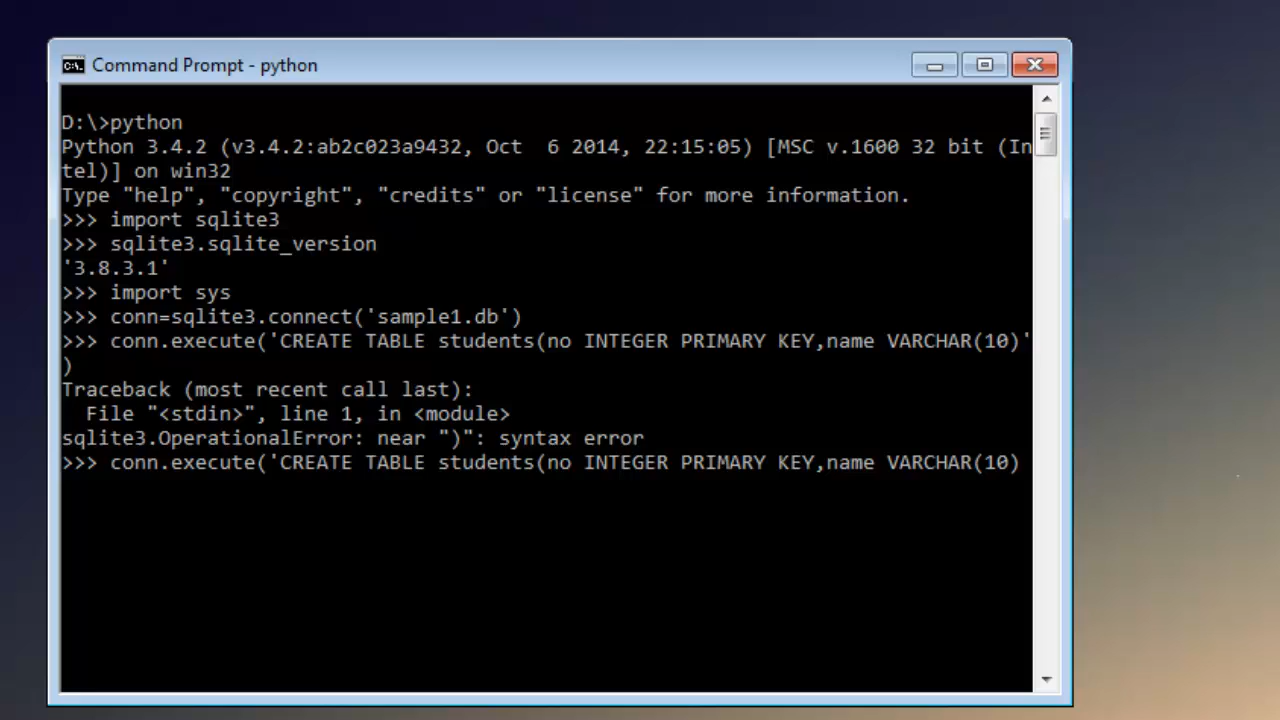 Command Prompt - python
D:\>python
Python 3.4.2 (v3.4.2:ab2c023a9432, Oct  6 2014, 22:15:05) [MSC v.1600 32 bit (In
tel)] on win32
Type "help", "copyright", "credits" or "license" for more information.
>>> import sqlite3
>>> sqlite3.sqlite_version
'3.8.3.1'
>>> import sys
>>> conn=sqlite3.connect('sample1.db')
>>> conn.execute('CREATE TABLE students(no INTEGER PRIMARY KEY,name VARCHAR(10)'
)
Traceback (most recent call last):
  File "<stdin>", line 1, in <module>
sqlite3.OperationalError: near ")": syntax error
>>> conn.execute('CREATE TABLE students(no INTEGER PRIMARY KEY,name VARCHAR(10)